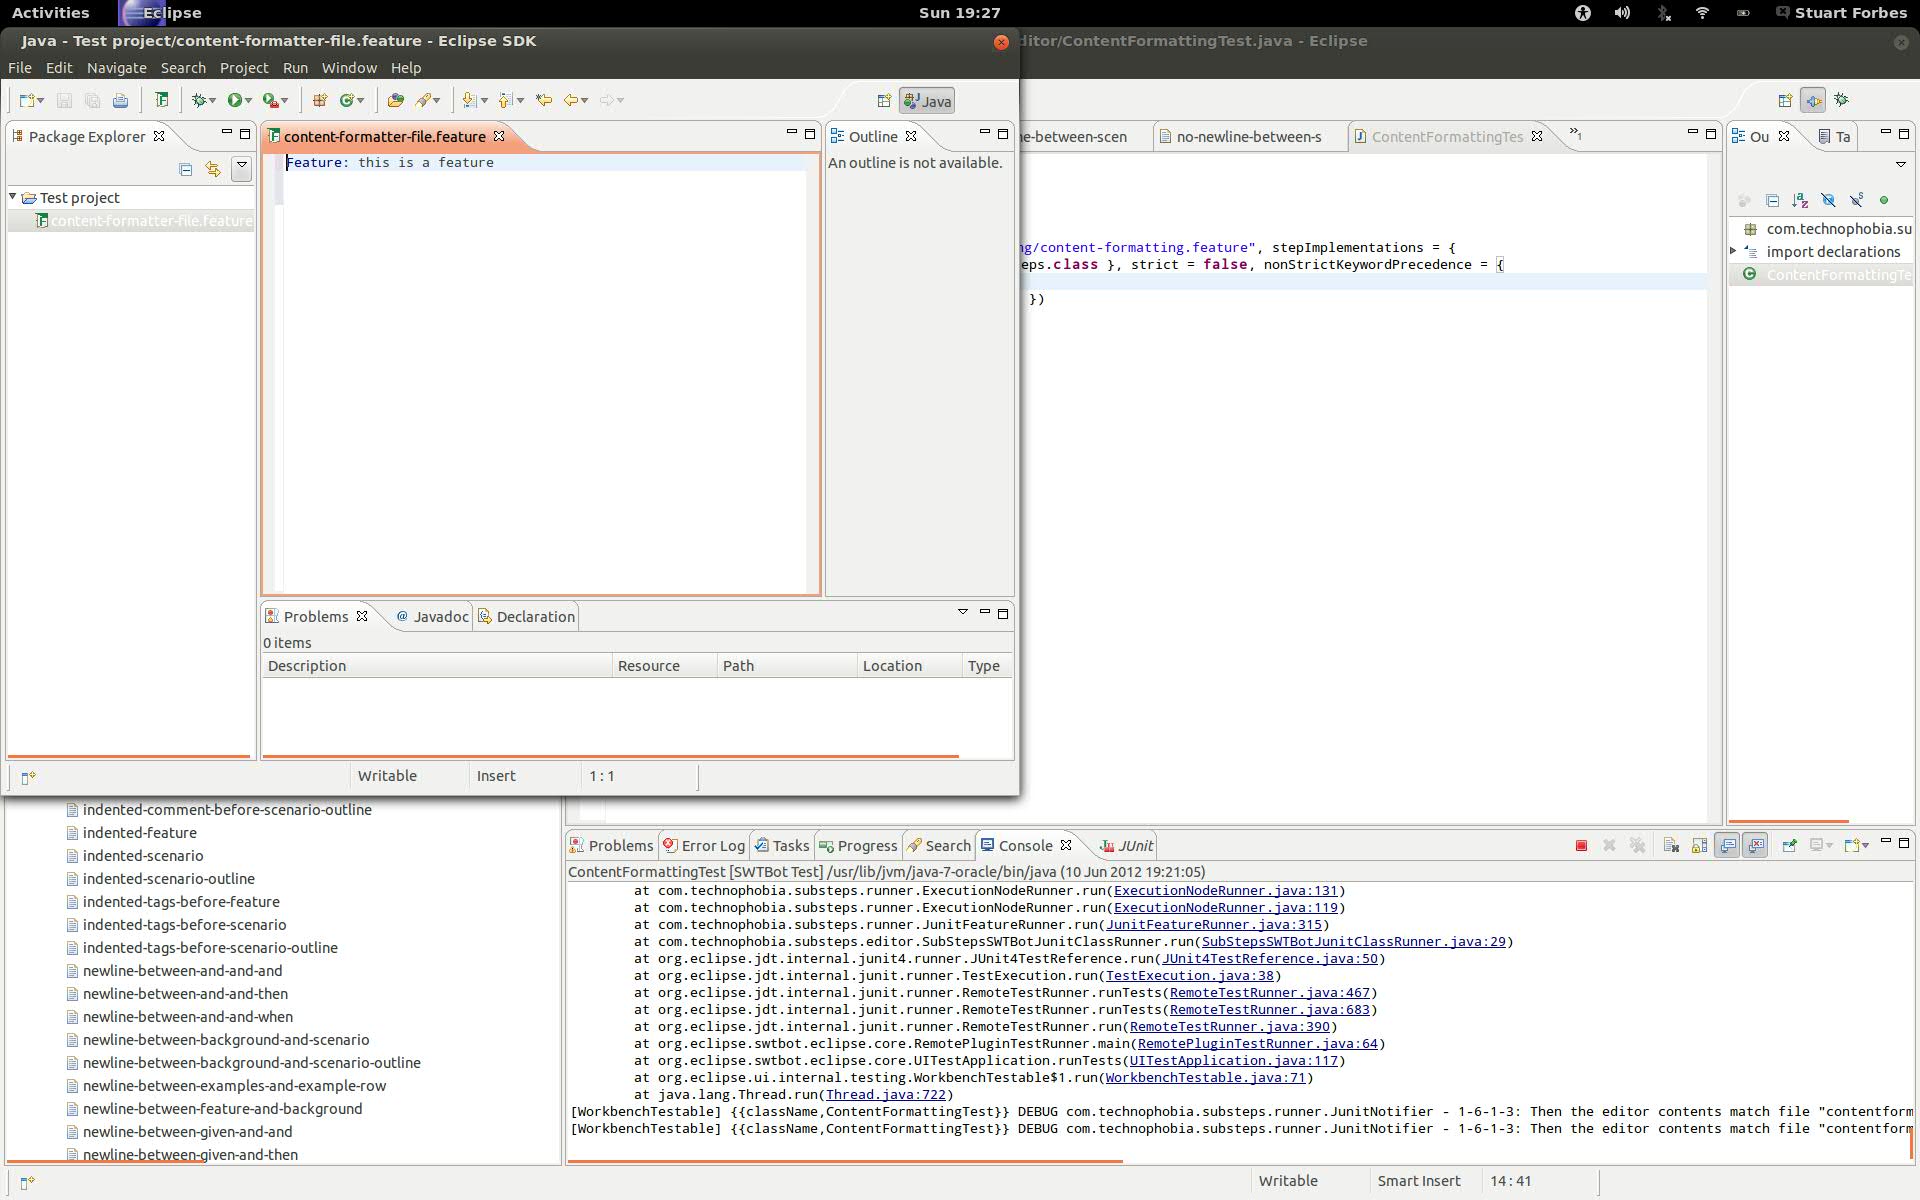 Activities Eclipse Sun 19:27 Stuart Forbes
Java - Test project/content-formatter-file.feature - Eclipse SDK
ditor/ContentFormattingTest.java - Eclipse
File Edit Navigate Search Project Run Window Help
Java
Package Explorer
content-formatter-file.feature
Outline
ne-between-scen
no-newline-between-s
ContentFormattingTes
1
Ou
Ta
Feature: this is a feature
An outline is not available.
Test project
content-formatter-file.feature
ng/content-formatting.feature", stepImplementations = {
eps.class }, strict = false, nonStrictKeywordPrecedence = {
})
com.technophobia.su
import declarations
ContentFormattingTe
Problems
Javadoc
Declaration
0 items
Description Resource Path Location Type
Writable Insert 1 : 1
indented-comment-before-scenario-outline
indented-feature
indented-scenario
indented-scenario-outline
indented-tags-before-feature
indented-tags-before-scenario
indented-tags-before-scenario-outline
newline-between-and-and-and
newline-between-and-and-then
newline-between-and-and-when
newline-between-background-and-scenario
newline-between-background-and-scenario-outline
newline-between-examples-and-example-row
newline-between-feature-and-background
newline-between-given-and-and
newline-between-given-and-then
Problems Error Log Tasks Progress Search Console JUnit
ContentFormattingTest [SWTBot Test] /usr/lib/jvm/java-7-oracle/bin/java (10 Jun 2012 19:21:05)
at com.technophobia.substeps.runner.ExecutionNodeRunner.run(ExecutionNodeRunner.java:131)
at com.technophobia.substeps.runner.ExecutionNodeRunner.run(ExecutionNodeRunner.java:119)
at com.technophobia.substeps.runner.JunitFeatureRunner.run(JunitFeatureRunner.java:315)
at com.technophobia.substeps.editor.SubStepsSWTBotJunitClassRunner.run(SubStepsSWTBotJunitClassRunner.java:29)
at org.eclipse.jdt.internal.junit4.runner.JUnit4TestReference.run(JUnit4TestReference.java:50)
at org.eclipse.jdt.internal.junit.runner.TestExecution.run(TestExecution.java:38)
at org.eclipse.jdt.internal.junit.runner.RemoteTestRunner.runTests(RemoteTestRunner.java:467)
at org.eclipse.jdt.internal.junit.runner.RemoteTestRunner.runTests(RemoteTestRunner.java:683)
at org.eclipse.jdt.internal.junit.runner.RemoteTestRunner.run(RemoteTestRunner.java:390)
at org.eclipse.swtbot.eclipse.core.RemotePluginTestRunner.main(RemotePluginTestRunner.java:64)
at org.eclipse.swtbot.eclipse.core.UITestApplication.runTests(UITestApplication.java:117)
at org.eclipse.ui.internal.testing.WorkbenchTestable$1.run(WorkbenchTestable.java:71)
at java.lang.Thread.run(Thread.java:722)
[WorkbenchTestable] {{className,ContentFormattingTest}} DEBUG com.technophobia.substeps.runner.JunitNotifier - 1-6-1-3: Then the editor contents match file "contentform
[WorkbenchTestable] {{className,ContentFormattingTest}} DEBUG com.technophobia.substeps.runner.JunitNotifier - 1-6-1-3: Then the editor contents match file "contentform
Writable Smart Insert 14 : 41